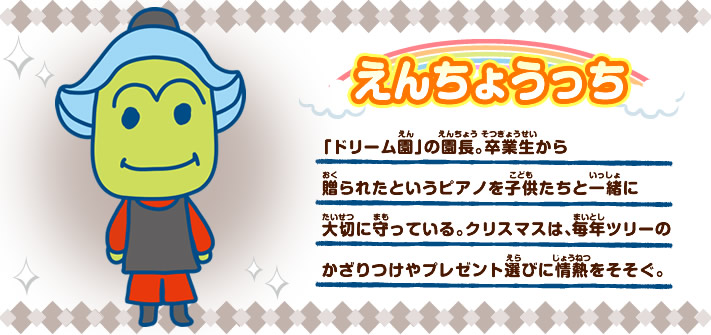 えんちょうっち
「ドリーム園」の園長。卒業生から
贈られたというピアノを子供たちと一緒に
大切に守っている。クリスマスは、毎年ツリーの
かざりつけやプレゼント選びに情熱をそそぐ。